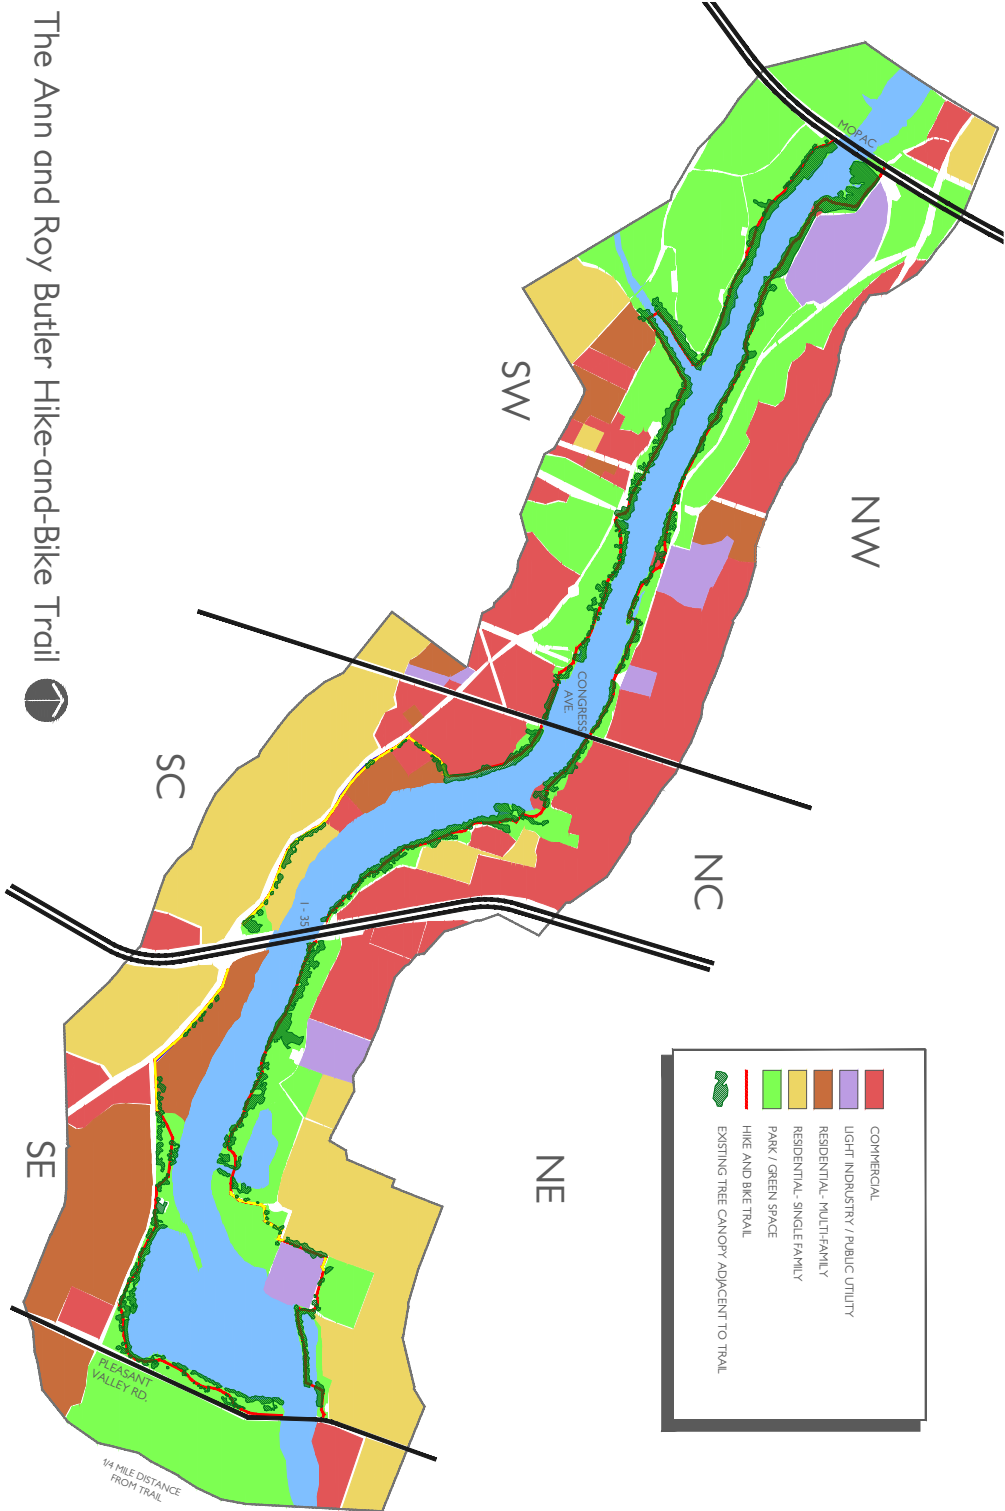 The Ann and Roy Butler Hike-and-Bike Trail
MOPAC
NW
SW
CONGRESS
AVE.
NC
SC
I - 35
NE
SE
PLEASANT
VALLEY RD.
1/4 MILE DISTANCE
FROM TRAIL
COMMERCIAL
LIGHT INDRUSTRY / PUBLIC UTILITY
RESIDENTIAL- MULTI-FAMILY
RESIDENTIAL- SINGLE FAMILY
PARK / GREEN SPACE
HIKE AND BIKE TRAIL
EXISTING TREE CANOPY ADJACENT TO TRAIL